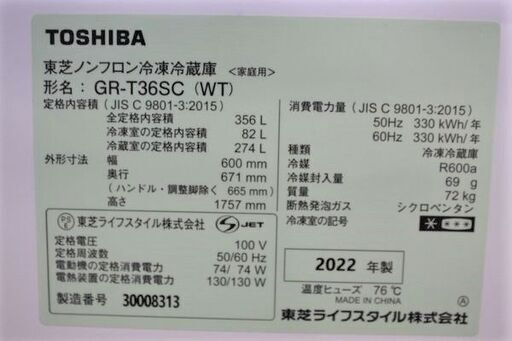 TOSHIBA
東芝ノンフロン冷凍冷蔵庫 <家庭用>
形名： GR-T36SC (WT)
定格内容積 (JIS C 9801-3:2015)
全定格内容積 356 L
冷凍室の定格内容積 82 L
冷蔵室の定格内容積 274 L
外形寸法 幅 600 mm
奥行 671 mm
(ハンドル・調整脚除く 665 mm)
高さ 1757 mm
PSE 東芝ライフスタイル株式会社 S JET
定格電圧 100 V
定格周波数 50/60 Hz
電動機の定格消費電力 74/ 74 W
電熱装置の定格消費電力 130/130 W
製造番号 30008313
消費電力量 (JIS C 9801-3:2015)
50Hz 330 kWh/年
60Hz 330 kWh/年
種類 冷凍冷蔵庫
冷媒 R600a
冷媒封入量 69 g
質量 72 kg
断熱発泡ガス シクロペンタン
冷凍室の記号
2022 年製
温度ヒューズ 76℃
MADE IN CHINA
A
東芝ライフスタイル株式会社